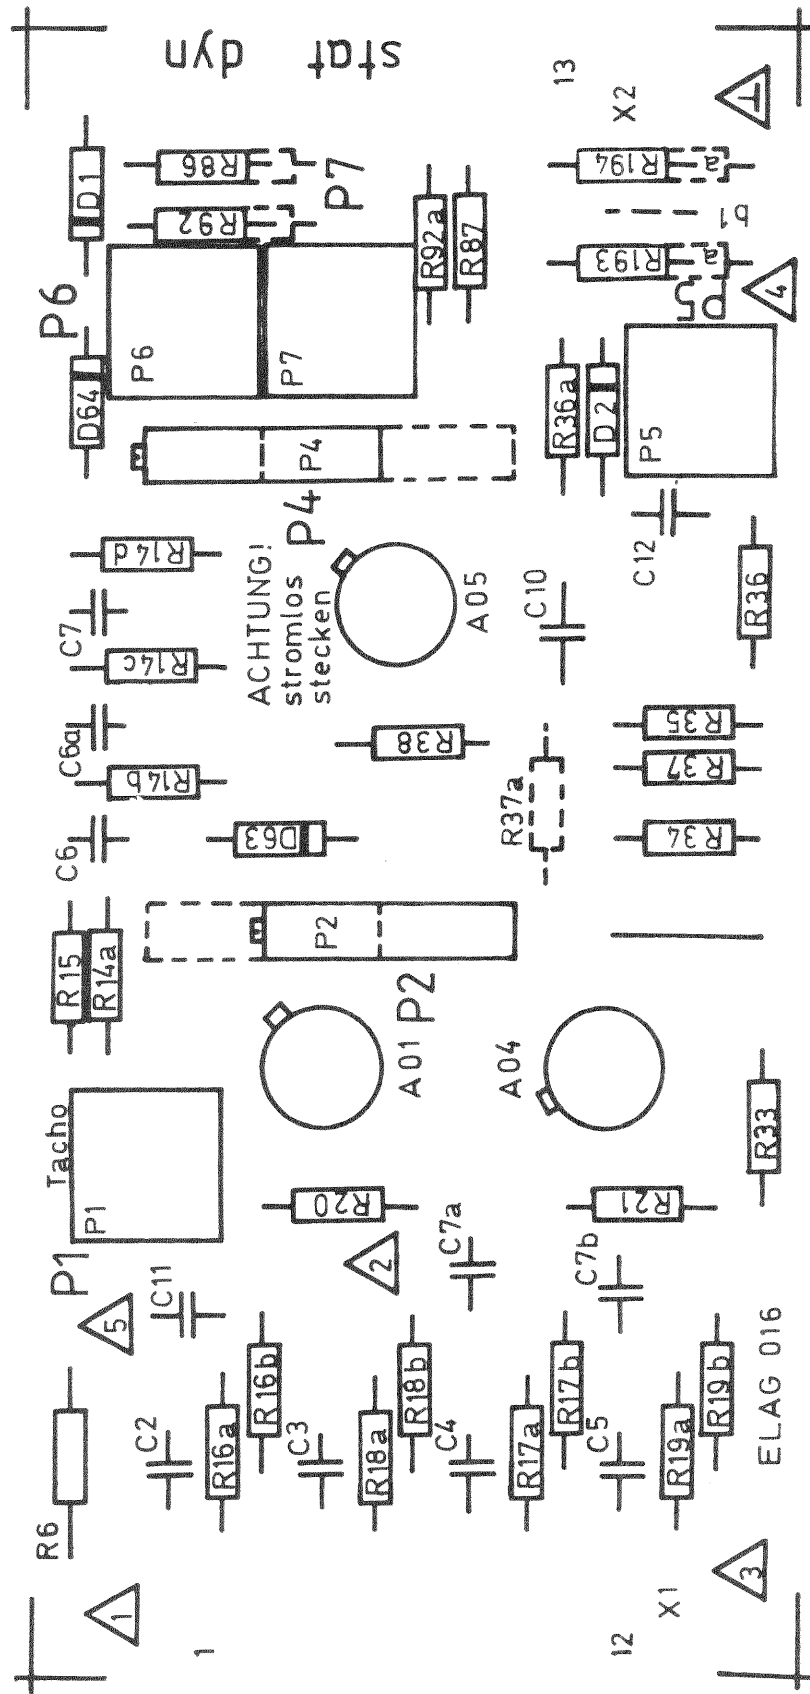 dyn
stat
13
X2
T
D1
R86
P7
R92
R92a
R87
R194
a
b1
R193
a
P5
4
P6
P6
P7
D64
P4
P4
R36a
D2
P5
C12
R14d
ACHTUNG!
stromlos
stecken
A05
C10
R36
C7
R14c
C6a
R14b
R38
R35
R37
R37a
R34
C6
D63
P2
P2
R15
R14a
A01
A04
Tacho
P1
P1
R33
R20
R21
2
C7a
C7b
5
C11
R16b
R18b
R17b
R19b
C2
C3
C4
C5
R16a
R18a
R17a
R19a
ELAG 016
R6
1
1
12
X1
3